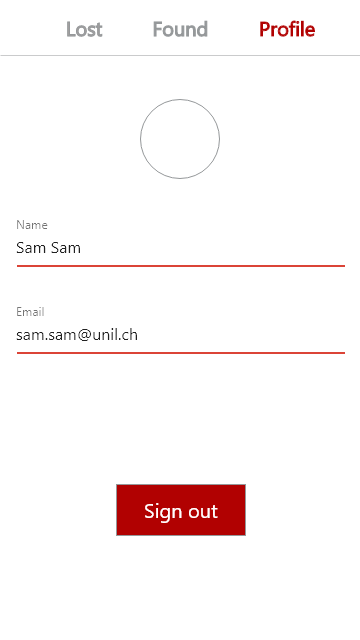 Lost Found Profile
Name
Sam Sam
Email
sam.sam@unil.ch
Sign out